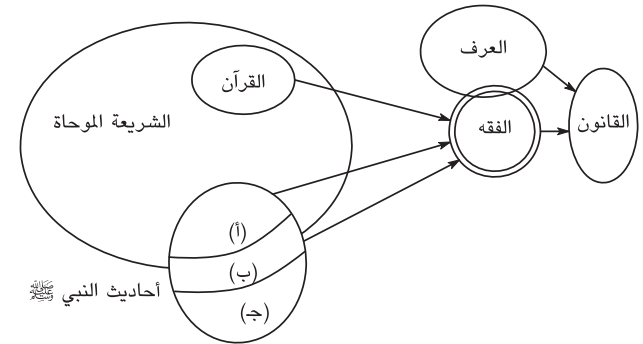 العرف
القرآن
الشريعة الموحاة
الفقه
القانون
(أ)
(ب)
(جـ)
أحاديث النبي ﷺ